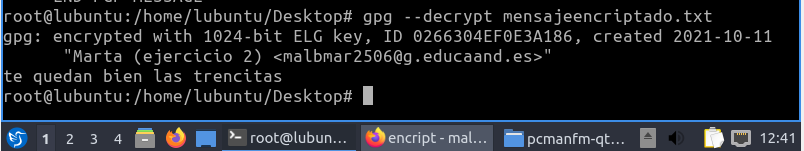 root@lubuntu:/home/lubuntu/Desktop# gpg --decrypt mensajeencriptado.txt
gpg: encrypted with 1024-bit ELG key, ID 0266304EF0E3A186, created 2021-10-11
"Marta (ejercicio 2) <malbmar2506@g.educaand.es>"
te quedan bien las trencitas
root@lubuntu:/home/lubuntu/Desktop#
1 2 3 4 root@lubun... encript - mal... pcmanfm-qt... 12:41